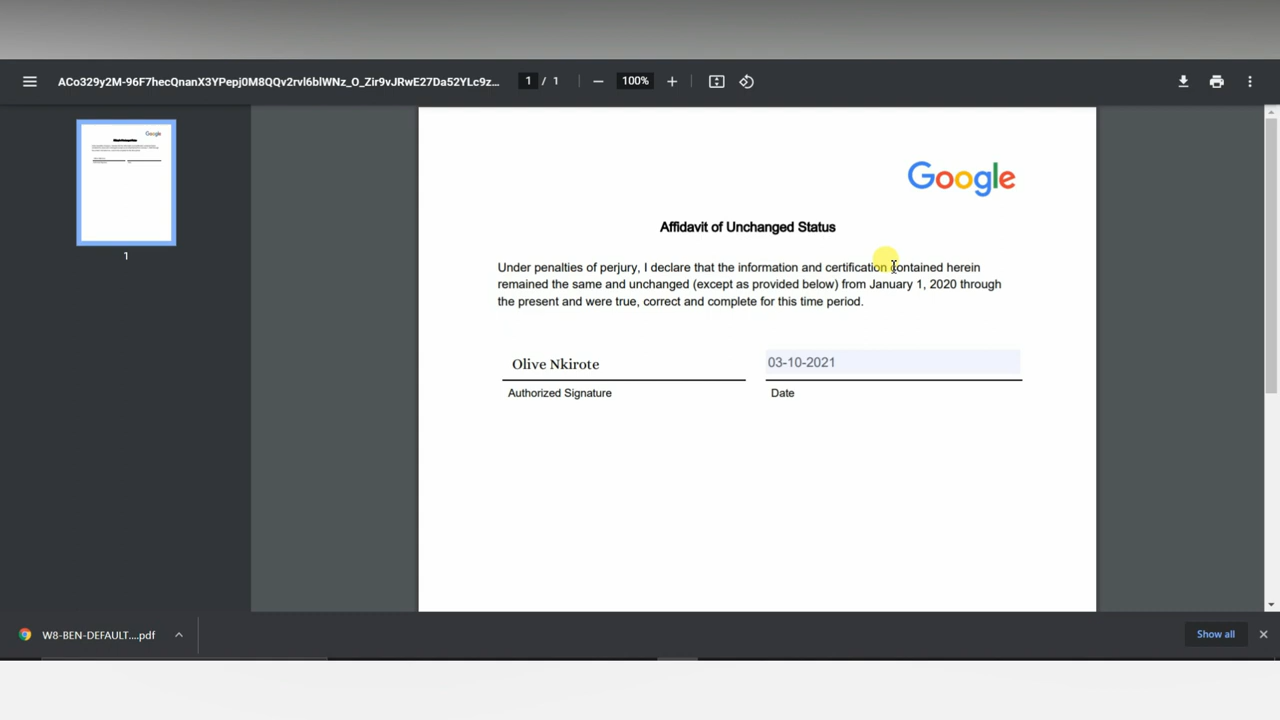 ACo329y2M-96F7hecQnanX3YPepj0M8QQv2rvl6blWNz_O_Zir9vJRwE27Da52YLc9z...
1 / 1
100%
Google
1
Google
Affidavit of Unchanged Status
Under penalties of perjury, I declare that the information and certification contained herein
remained the same and unchanged (except as provided below) from January 1, 2020 through
the present and were true, correct and complete for this time period.
Olive Nkirote
03-10-2021
Authorized Signature
Date
W8-BEN-DEFAULT....pdf
Show all